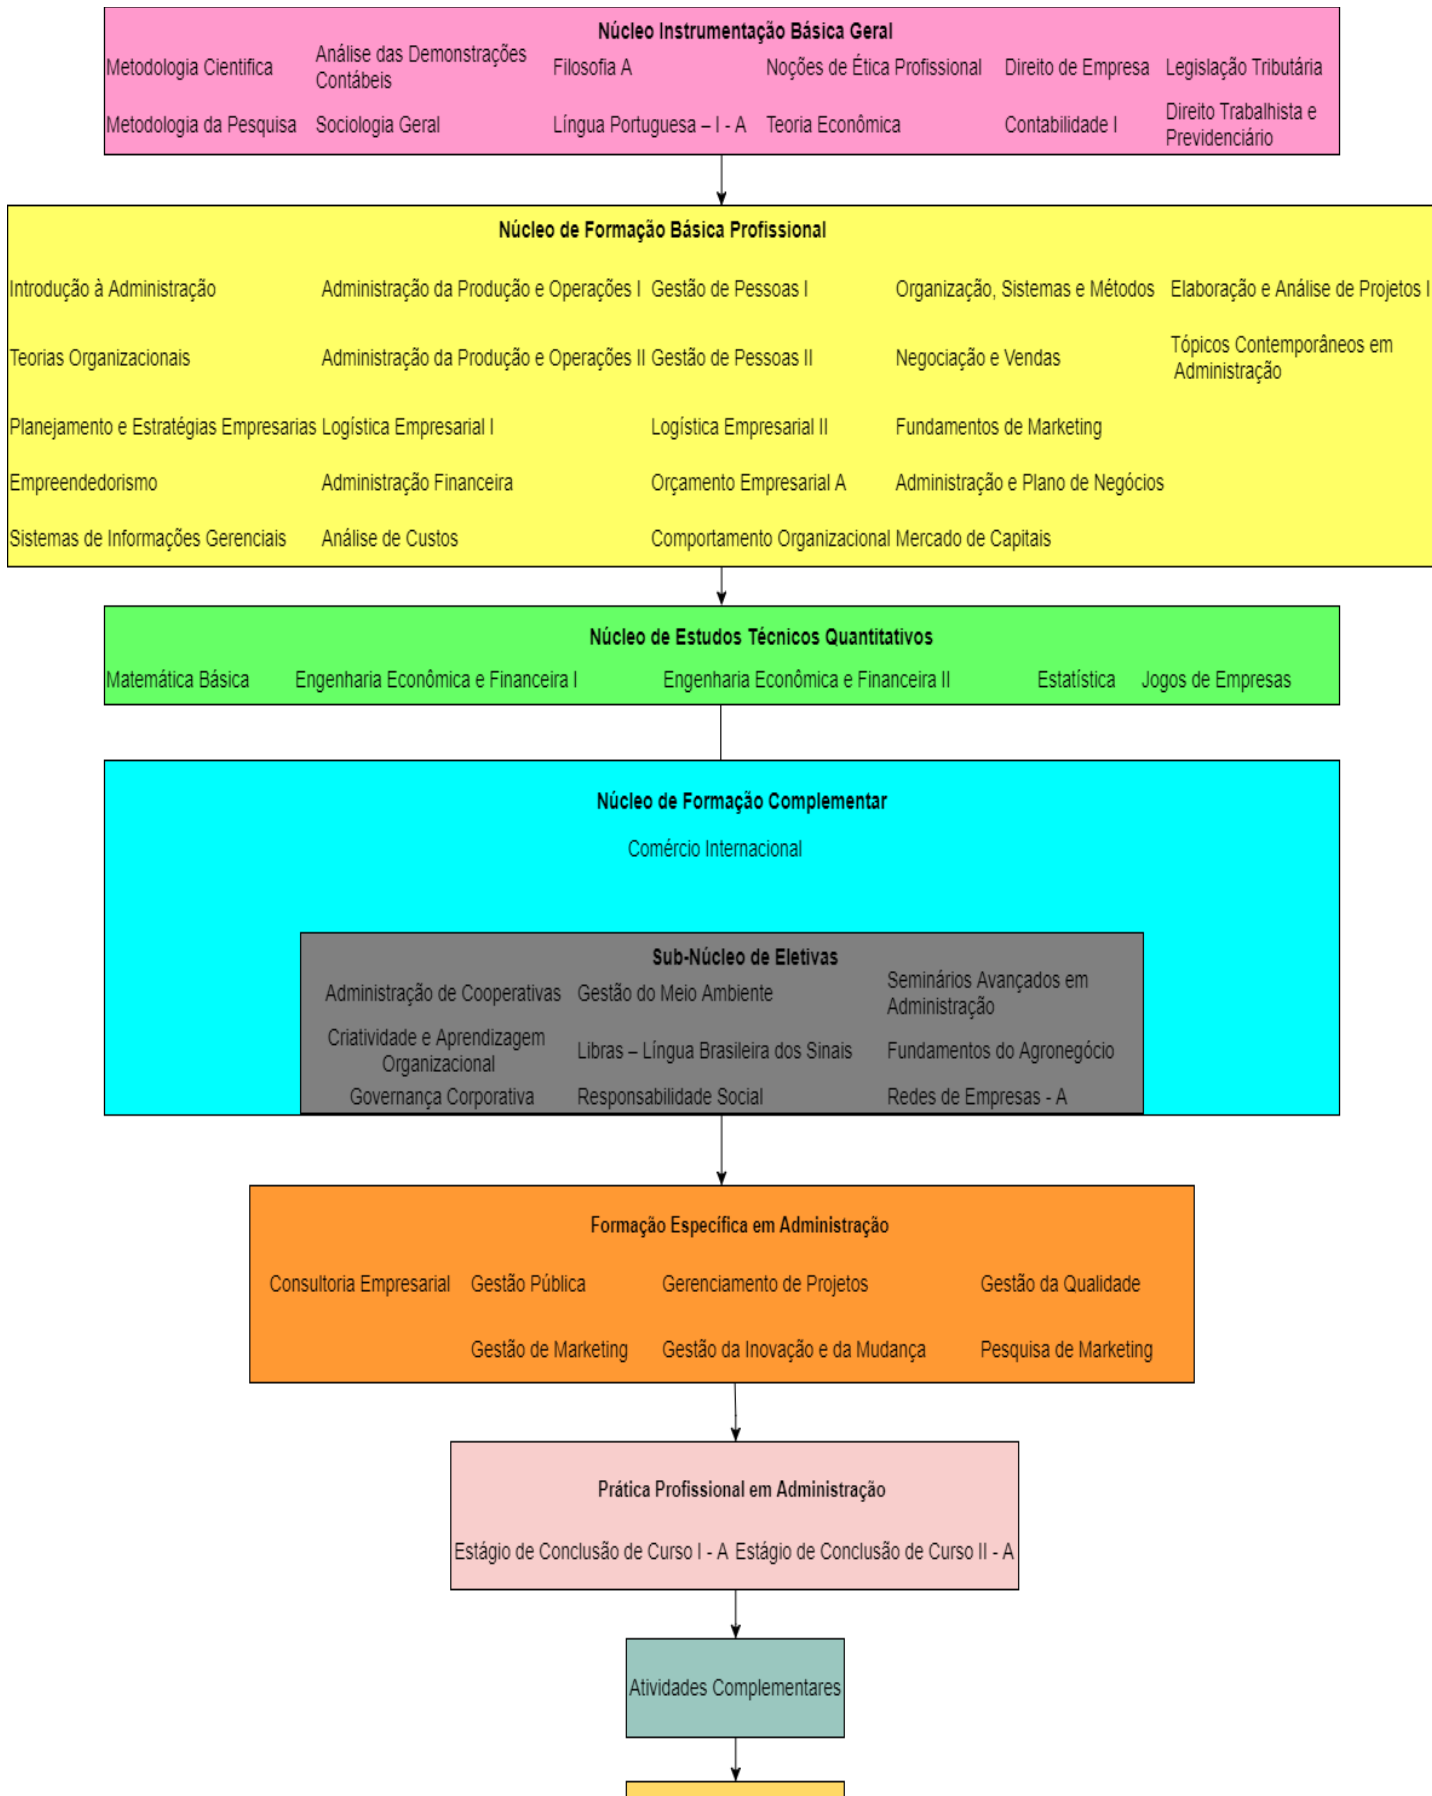 Núcleo Instrumentação Básica Geral
Metodologia Cientifica
Análise das Demonstrações
Contábeis
Filosofia A
Noções de Ética Profissional
Direito de Empresa
Legislação Tributária
Metodologia da Pesquisa
Sociologia Geral
Língua Portuguesa – I - A
Teoria Econômica
Contabilidade I
Direito Trabalhista e
Previdenciário
Núcleo de Formação Básica Profissional
Introdução à Administração
Administração da Produção e Operações I
Gestão de Pessoas I
Organização, Sistemas e Métodos
Elaboração e Análise de Projetos I
Teorias Organizacionais
Administração da Produção e Operações II
Gestão de Pessoas II
Negociação e Vendas
Tópicos Contemporâneos em
Administração
Planejamento e Estratégias Empresarias
Logística Empresarial I
Logística Empresarial II
Fundamentos de Marketing
Empreendedorismo
Administração Financeira
Orçamento Empresarial A
Administração e Plano de Negócios
Sistemas de Informações Gerenciais
Análise de Custos
Comportamento Organizacional
Mercado de Capitais
Núcleo de Estudos Técnicos Quantitativos
Matemática Básica
Engenharia Econômica e Financeira I
Engenharia Econômica e Financeira II
Estatística
Jogos de Empresas
Núcleo de Formação Complementar
Comércio Internacional
Sub-Núcleo de Eletivas
Administração de Cooperativas
Gestão do Meio Ambiente
Seminários Avançados em
Administração
Criatividade e Aprendizagem
Organizacional
Libras – Língua Brasileira dos Sinais
Fundamentos do Agronegócio
Governança Corporativa
Responsabilidade Social
Redes de Empresas - A
Formação Específica em Administração
Consultoria Empresarial
Gestão Pública
Gerenciamento de Projetos
Gestão da Qualidade
Gestão de Marketing
Gestão da Inovação e da Mudança
Pesquisa de Marketing
Prática Profissional em Administração
Estágio de Conclusão de Curso I - A
Estágio de Conclusão de Curso II - A
Atividades Complementares